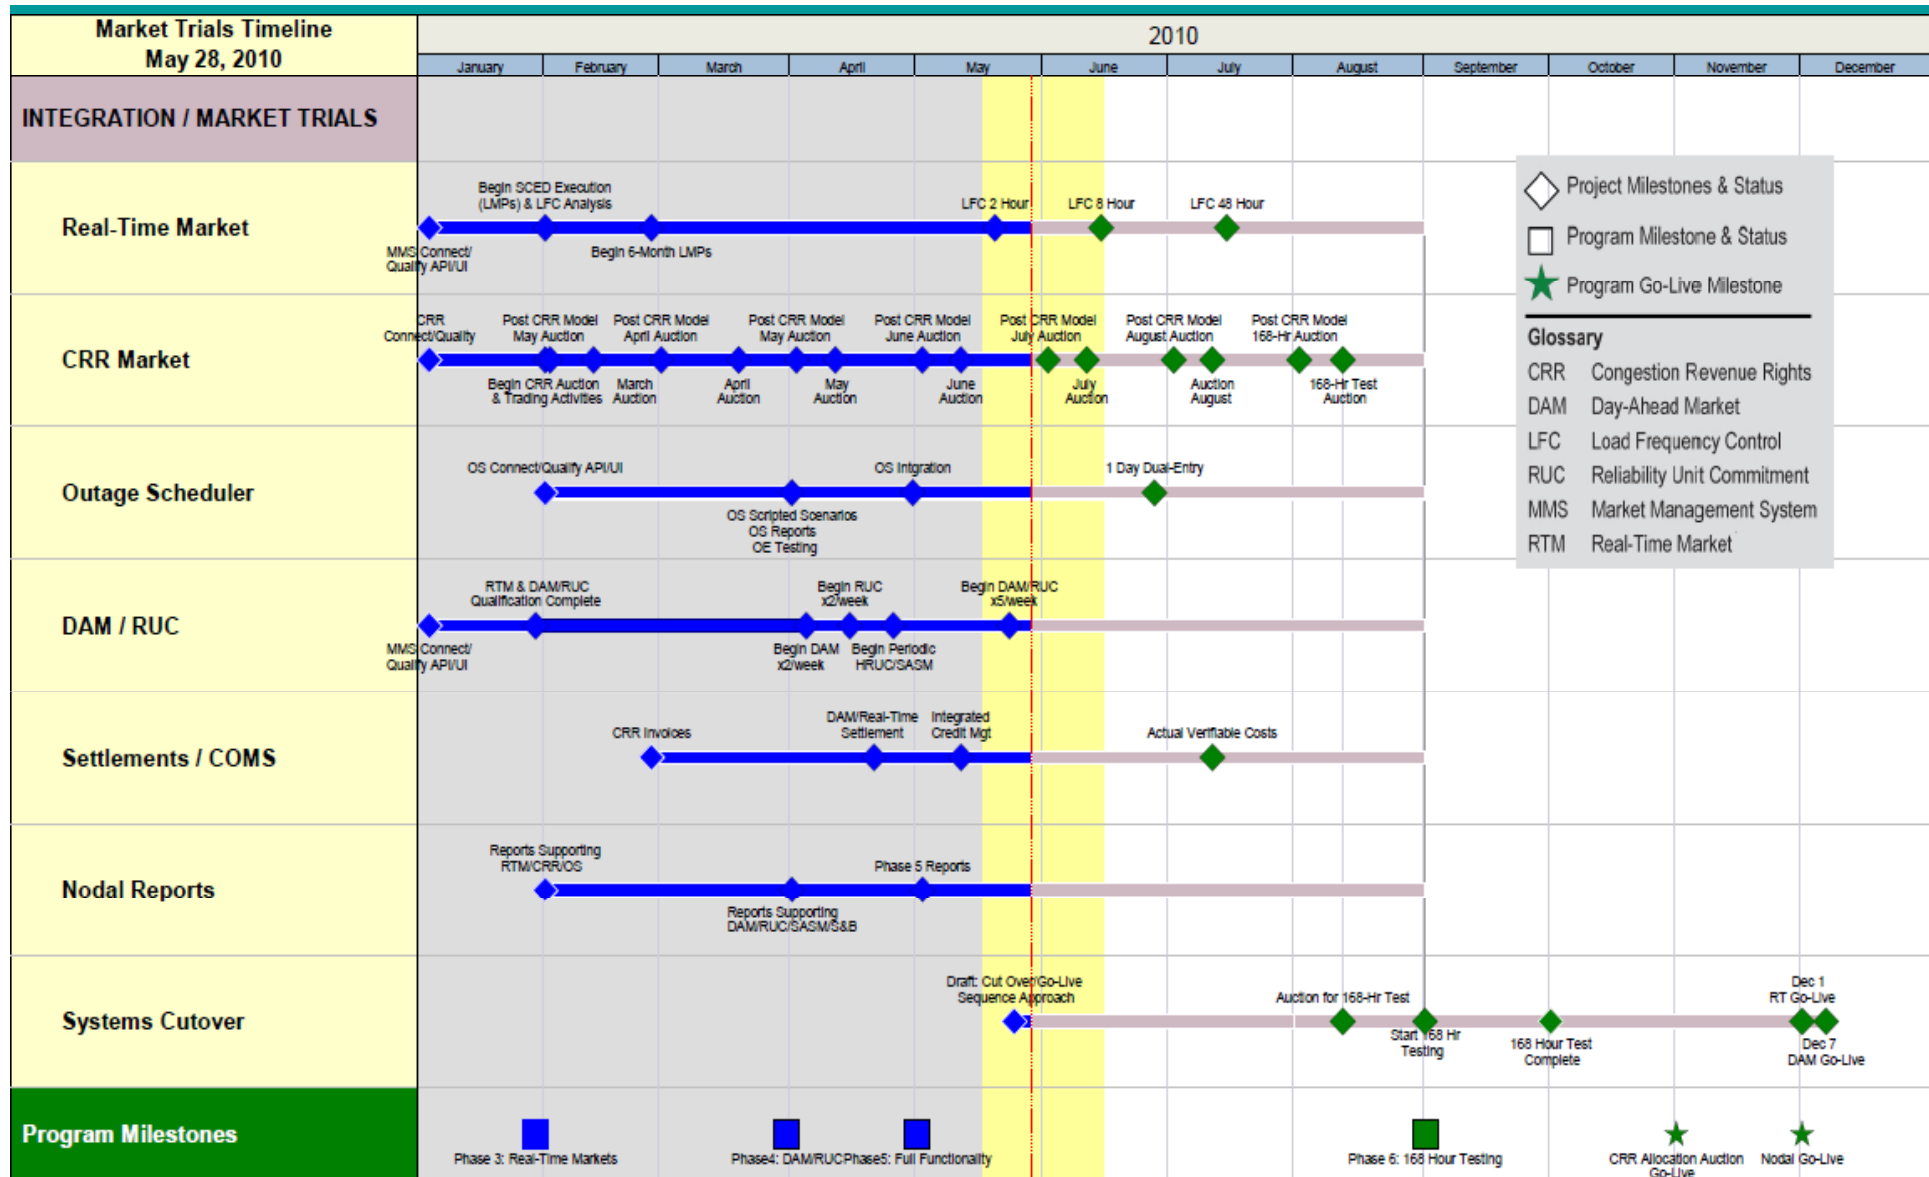 Market Trials Timeline
May 28, 2010
2010
January February March April May June July August September October November December
INTEGRATION / MARKET TRIALS
Real-Time Market
Begin SCED Execution
(LMPs) & LFC Analysis
LFC 2 Hour
LFC 8 Hour
LFC 48 Hour
MMS Connect/
Qualify API/UI
Begin 6-Month LMPs
CRR Market
CRR
Connect/Quality
Post CRR Model
May Auction
Post CRR Model
April Auction
Post CRR Model
May Auction
Post CRR Model
June Auction
Post CRR Model
July Auction
Post CRR Model
August Auction
Post CRR Model
168-Hr Auction
Begin CRR Auction
& Trading Activities
March
Auction
April
Auction
May
Auction
June
Auction
July
Auction
Auction
August
168-Hr Test
Auction
Outage Scheduler
OS Connect/Qualify API/UI
OS Intgration
1 Day Dual-Entry
OS Scripted Scenarios
OS Reports
OE Testing
DAM / RUC
RTM & DAM/RUC
Qualification Complete
Begin RUC
x2/week
Begin DAM/RUC
x5/week
MMS Connect/
Qualify API/UI
Begin DAM
x2/week
Begin Periodic
HRUC/SASM
Settlements / COMS
CRR Invoices
DAM/Real-Time
Settlement
Integrated
Credit Mgt
Actual Verifiable Costs
Nodal Reports
Reports Supporting
RTM/CRR/OS
Phase 5 Reports
Reports Supporting
DAM/RUC/SASM/S&B
Systems Cutover
Draft: Cut Over/Go-Live
Sequence Approach
Auction for 168-Hr Test
Start 168 Hr
Testing
168 Hour Test
Complete
Dec 1
RT Go-Live
Dec 7
DAM Go-Live
Program Milestones
Phase 3: Real-Time Markets
Phase4: DAM/RUC
Phase5: Full Functionality
Phase 6: 168 Hour Testing
CRR Allocation Auction
Go-Live
Nodal Go-Live
Project Milestones & Status
Program Milestone & Status
Program Go-Live Milestone
Glossary
CRR Congestion Revenue Rights
DAM Day-Ahead Market
LFC Load Frequency Control
RUC Reliability Unit Commitment
MMS Market Management System
RTM Real-Time Market